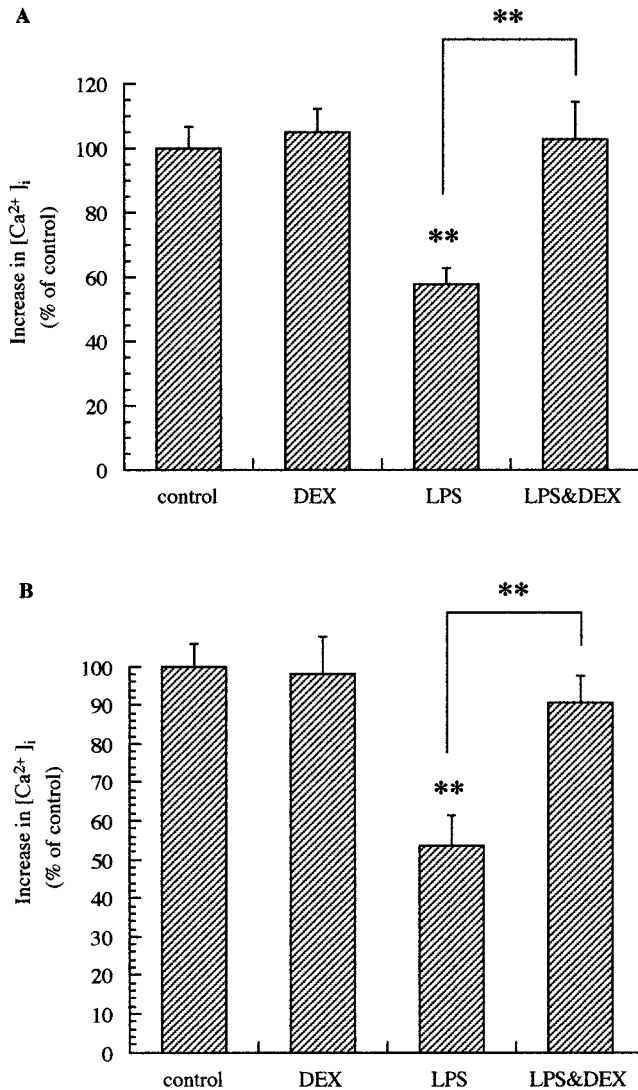 A
**
Increase in [Ca2+ ]i
(% of control)
120
100
80
60
40
20
0
**
control DEX LPS LPS&DEX
B
**
Increase in [Ca2+ ]i
(% of control)
100
90
80
70
60
50
40
30
20
10
0
**
control DEX LPS LPS&DEX